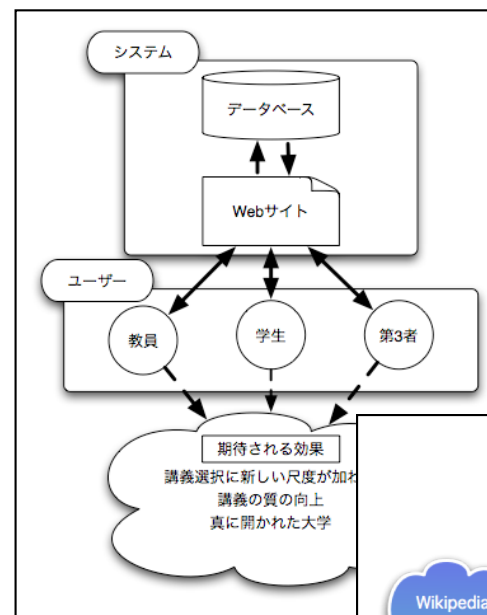 システム
データベース
Webサイト
ユーザー
教員
学生
第3者
期待される効果
講義選択に新しい尺度が加わ
講義の質の向上
真に開かれた大学
Wikipedia